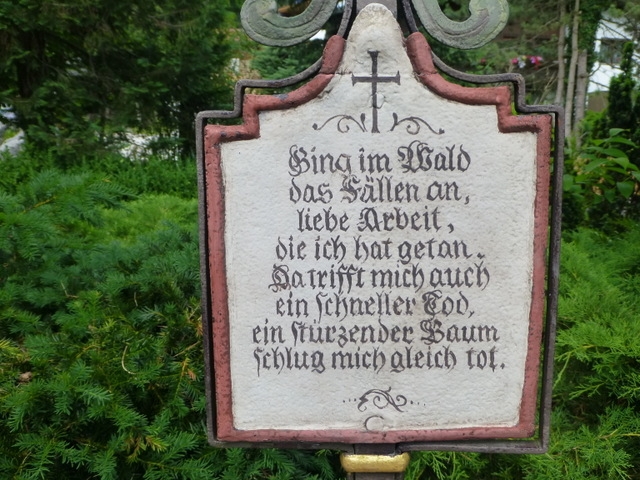 Ging im Wald
das Fällen an,
liebe Arbeit,
die ich hat getan.
Da trifft mich auch
ein schneller Tod,
ein stürzender Baum
schlug mich gleich tot.